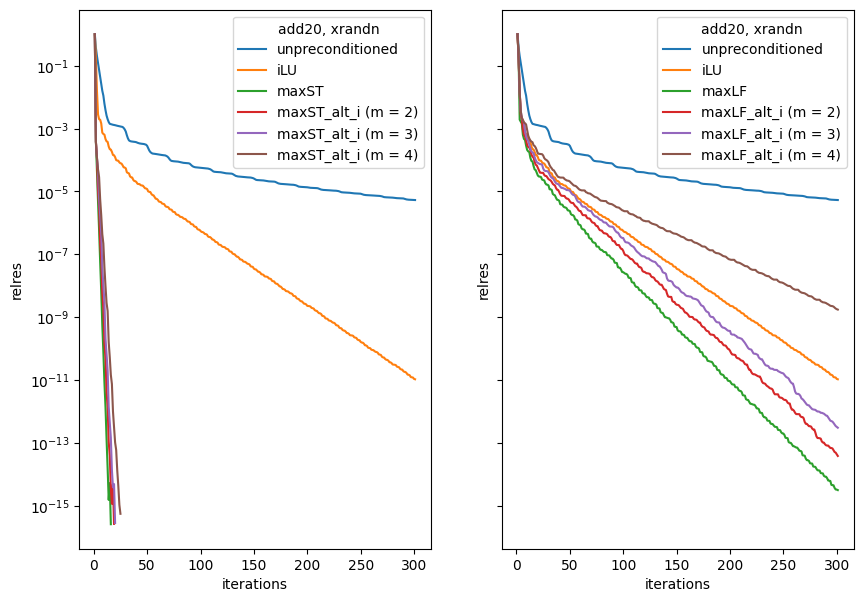 add20, xrandn
unpreconditioned
iLU
maxST
maxST_alt_i (m = 2)
maxST_alt_i (m = 3)
maxST_alt_i (m = 4)
relres
10⁻¹
10⁻³
10⁻⁵
10⁻⁷
10⁻⁹
10⁻¹¹
10⁻¹³
10⁻¹⁵
0 50 100 150 200 250 300
iterations
add20, xrandn
unpreconditioned
iLU
maxLF
maxLF_alt_i (m = 2)
maxLF_alt_i (m = 3)
maxLF_alt_i (m = 4)
relres
0 50 100 150 200 250 300
iterations